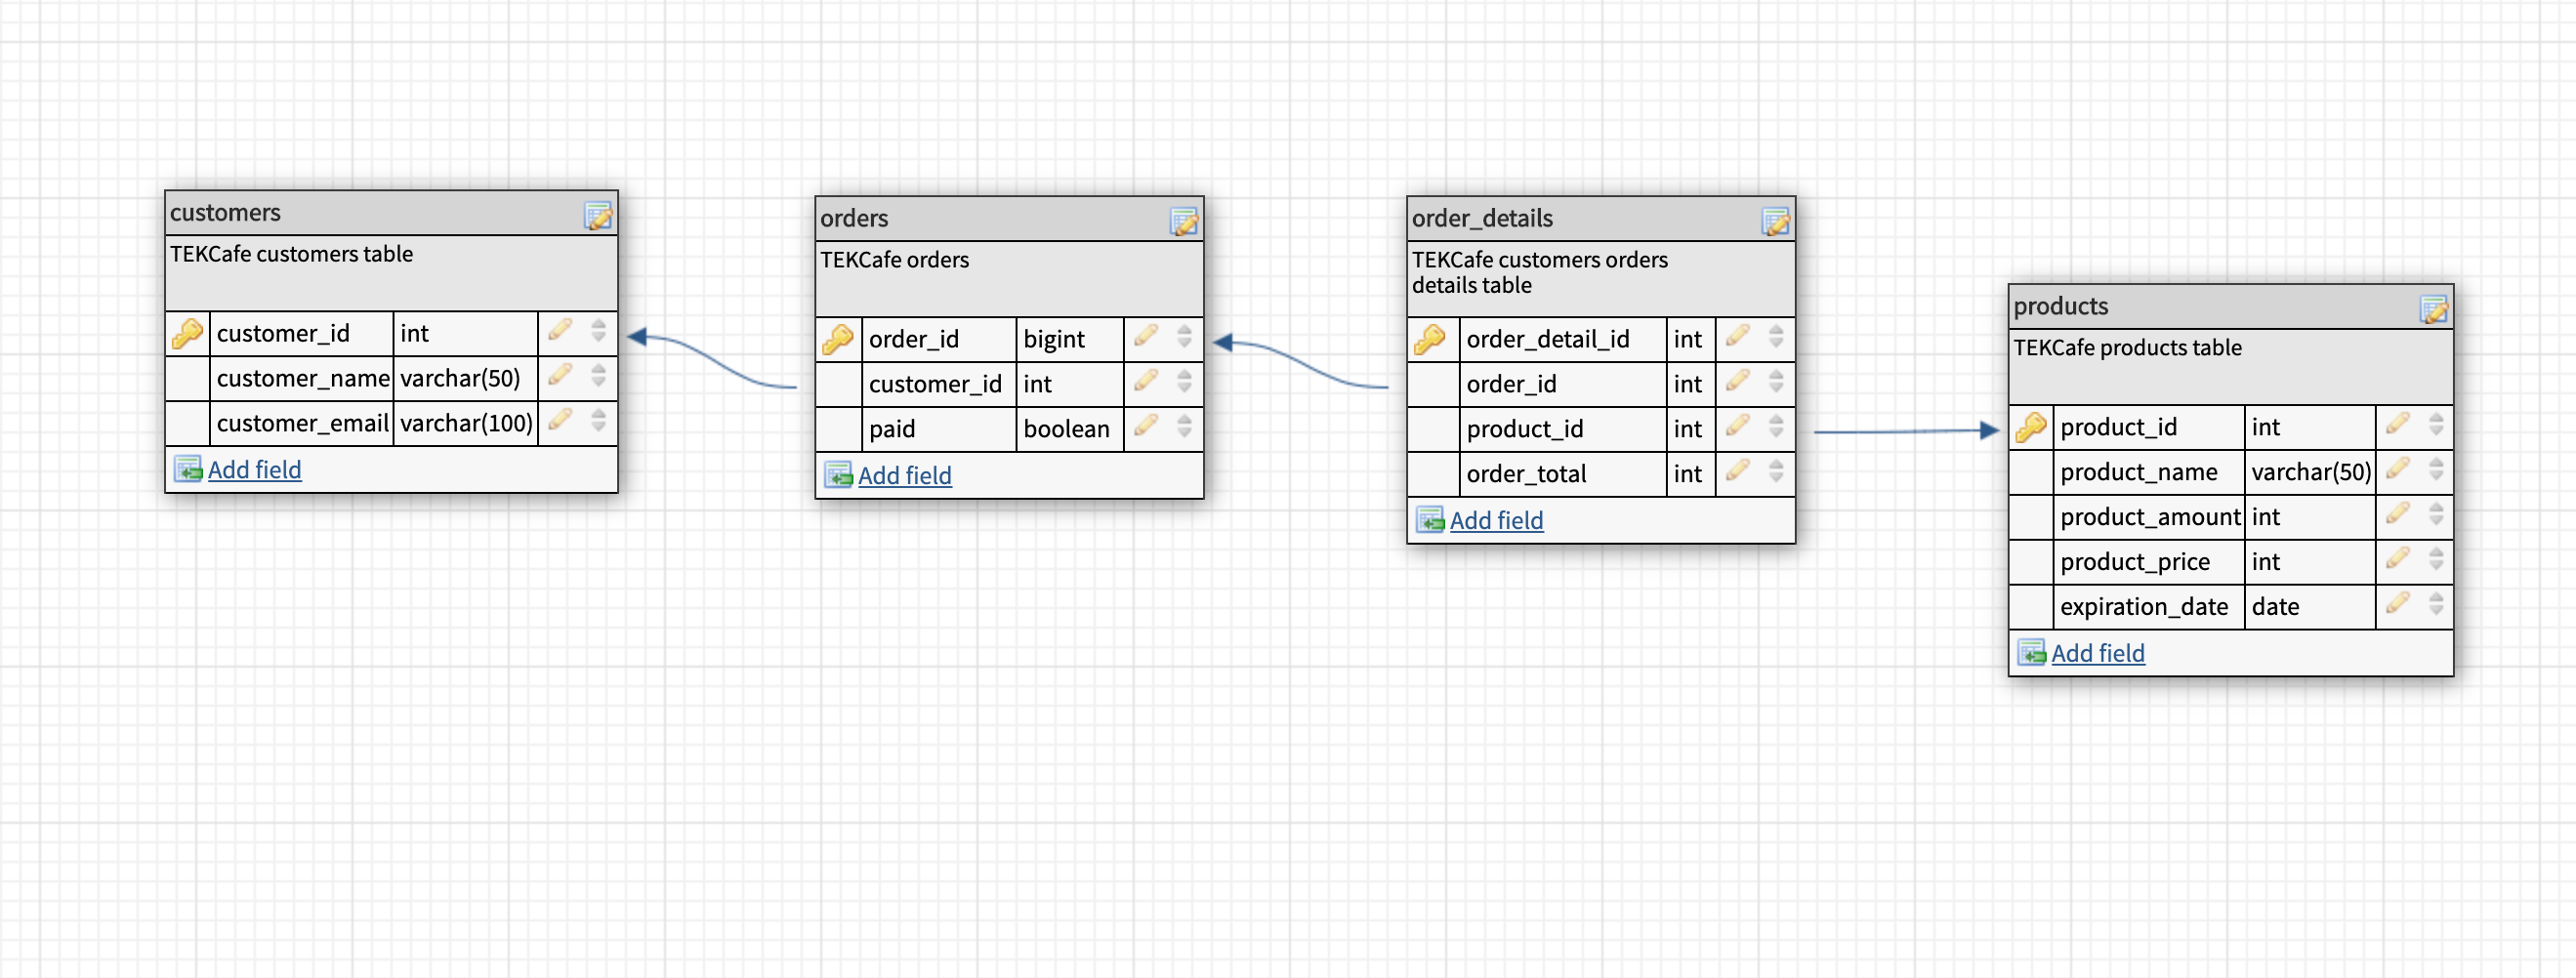 customers
TEKCafe customers table
customer_id int
customer_name varchar(50)
customer_email varchar(100)
Add field
orders
TEKCafe orders
order_id bigint
customer_id int
paid boolean
Add field
order_details
TEKCafe customers orders
details table
order_detail_id int
order_id int
product_id int
order_total int
Add field
products
TEKCafe products table
product_id int
product_name varchar(50)
product_amount int
product_price int
expiration_date date
Add field